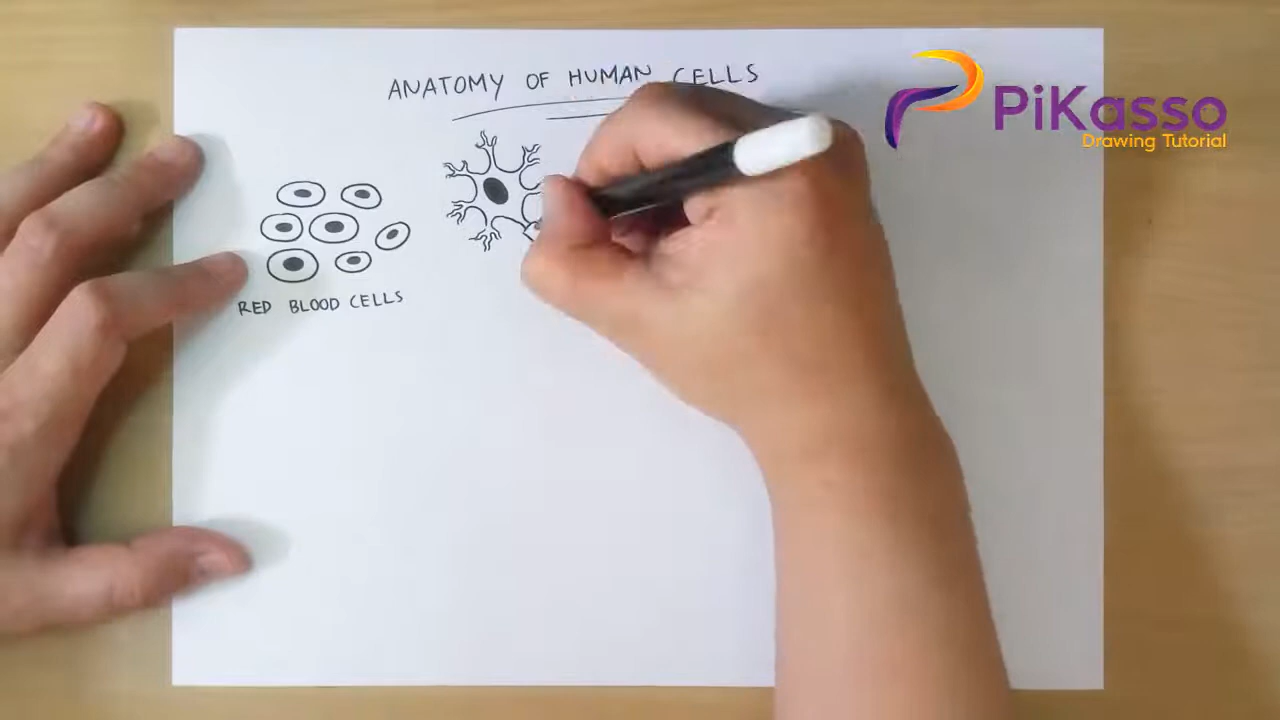 ANATOMY OF HUMAN CELLS
PiKasso
Drawing Tutorial
RED BLOOD CELLS